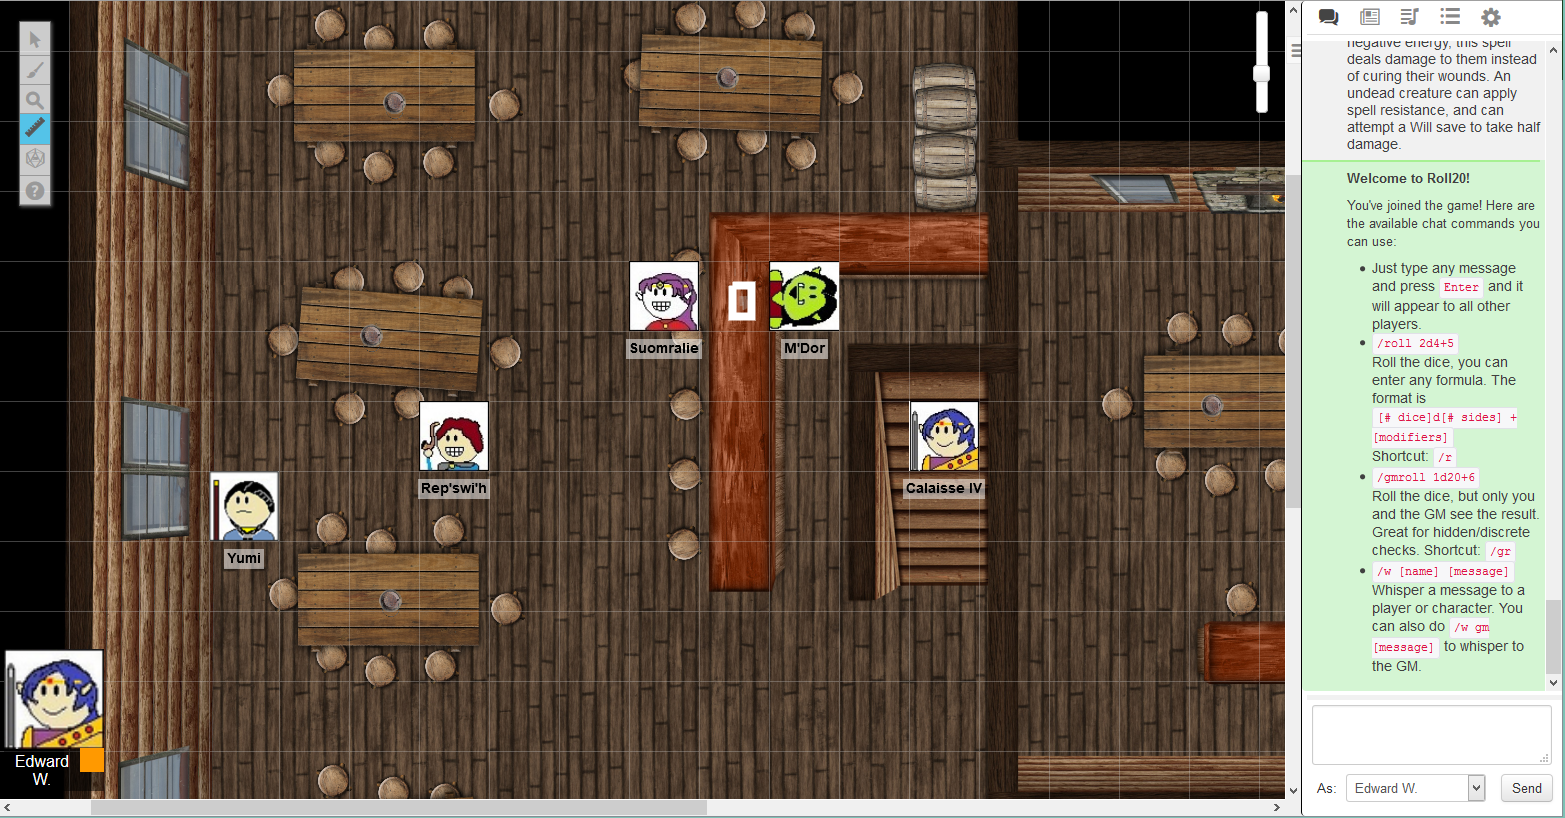 Suomralie
M'Dor
Rep'swi'h
Calaisse IV
Yumi
Edward
W.
negative energy, this spell
deals damage to them instead
of curing their wounds. An
undead creature can apply
spell resistance, and can
attempt a Will save to take half
damage.
Welcome to Roll20!
You've joined the game! Here are
the available chat commands you
can use:
Just type any message
and press Enter and it
will appear to all other
players.
/roll 2d4+5
Roll the dice, you can
enter any formula. The
format is
[# dice]d[# sides] +
[modifiers]
Shortcut: /r
/gmroll 1d20+6
Roll the dice, but only you
and the GM see the result.
Great for hidden/discrete
checks. Shortcut: /gr
/w [name] [message]
Whisper a message to a
player or character. You
can also do /w gm
[message] to whisper to
the GM.
As: Edward W. Send